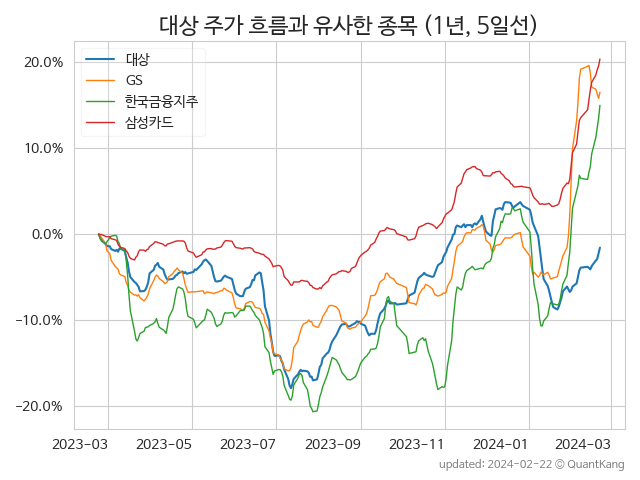 대상 주가 흐름과 유사한 종목 (1년, 5일선)
대상
GS
한국금융지주
삼성카드
20.0%
10.0%
0.0%
−10.0%
−20.0%
2023-03 2023-05 2023-07 2023-09 2023-11 2024-01 2024-03
updated: 2024-02-22 © QuantKang